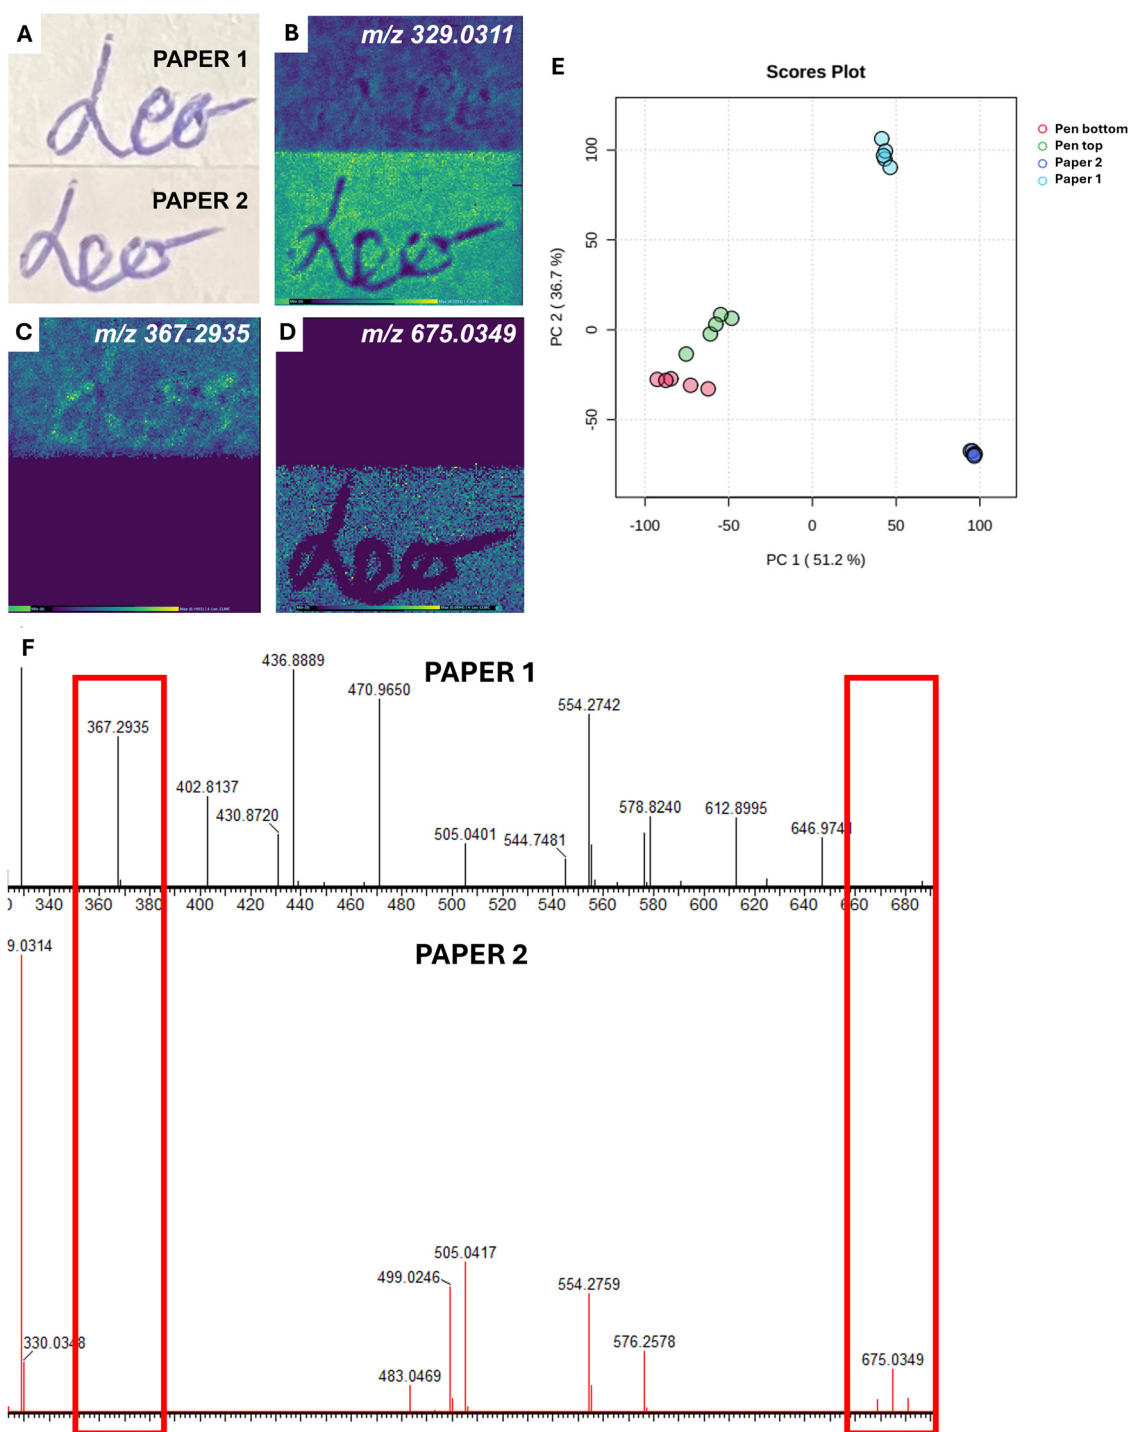 A
PAPER 1
Leo
PAPER 2
Leo
B
m/z 329.0311
C
m/z 367.2935
D
m/z 675.0349
E
Scores Plot
PC 2 ( 36.7 %)
100
50
0
-50
-100
-50
0
50
100
PC 1 ( 51.2 %)
Pen bottom
Pen top
Paper 2
Paper 1
F
PAPER 1
436.8889
470.9650
554.2742
367.2935
402.8137
430.8720
505.0401
544.7481
578.8240
612.8995
646.974
340 360 380 400 420 440 460 480 500 520 540 560 580 600 620 640 660 680
PAPER 2
9.0314
330.0348
505.0417
499.0246
483.0469
554.2759
576.2578
675.0349